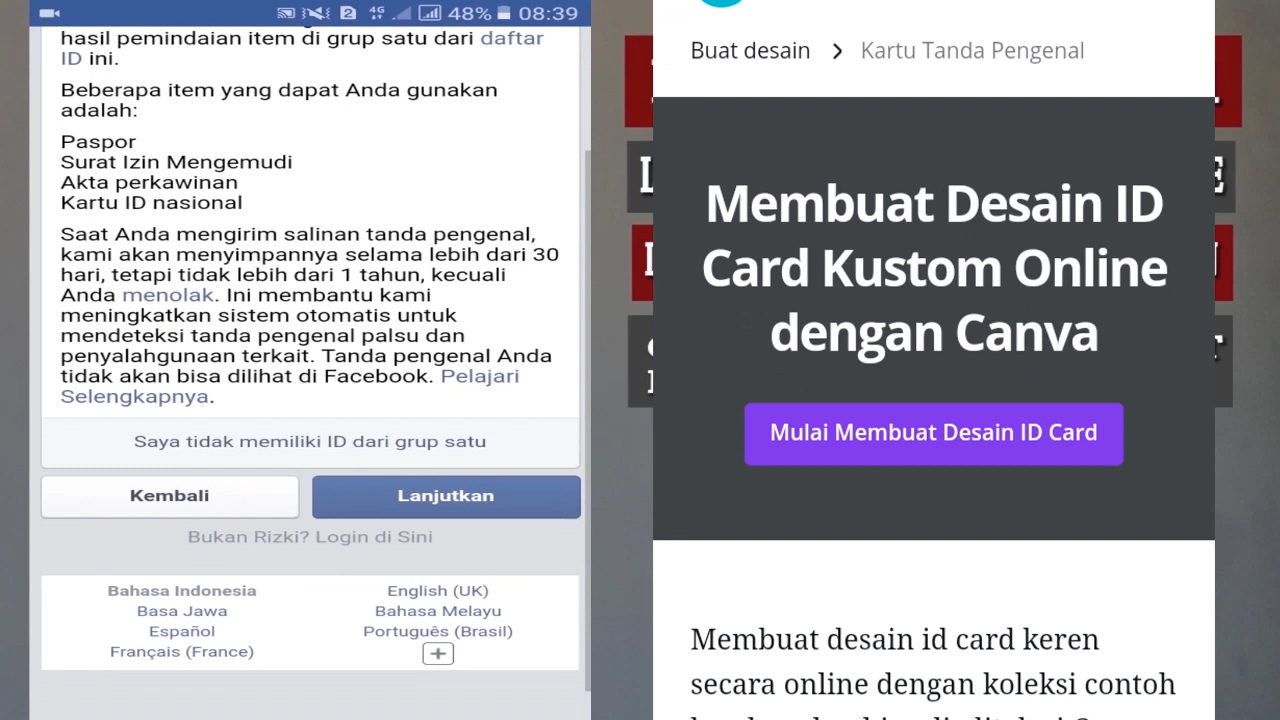 48% 08:39
hasil pemindaian item di grup satu dari daftar
ID ini.
Beberapa item yang dapat Anda gunakan
adalah:
Paspor
Surat Izin Mengemudi
Akta perkawinan
Kartu ID nasional
Saat Anda mengirim salinan tanda pengenal,
kami akan menyimpannya selama lebih dari 30
hari, tetapi tidak lebih dari 1 tahun, kecuali
Anda menolak. Ini membantu kami
meningkatkan sistem otomatis untuk
mendeteksi tanda pengenal palsu dan
penyalahgunaan terkait. Tanda pengenal Anda
tidak akan bisa dilihat di Facebook. Pelajari
Selengkapnya.
Saya tidak memiliki ID dari grup satu
Kembali Lanjutkan
Bukan Rizki? Login di Sini
Bahasa Indonesia English (UK)
Basa Jawa Bahasa Melayu
Español Português (Brasil)
Français (France)
Buat desain > Kartu Tanda Pengenal
Membuat Desain ID
Card Kustom Online
dengan Canva
Mulai Membuat Desain ID Card
Membuat desain id card keren
secara online dengan koleksi contoh